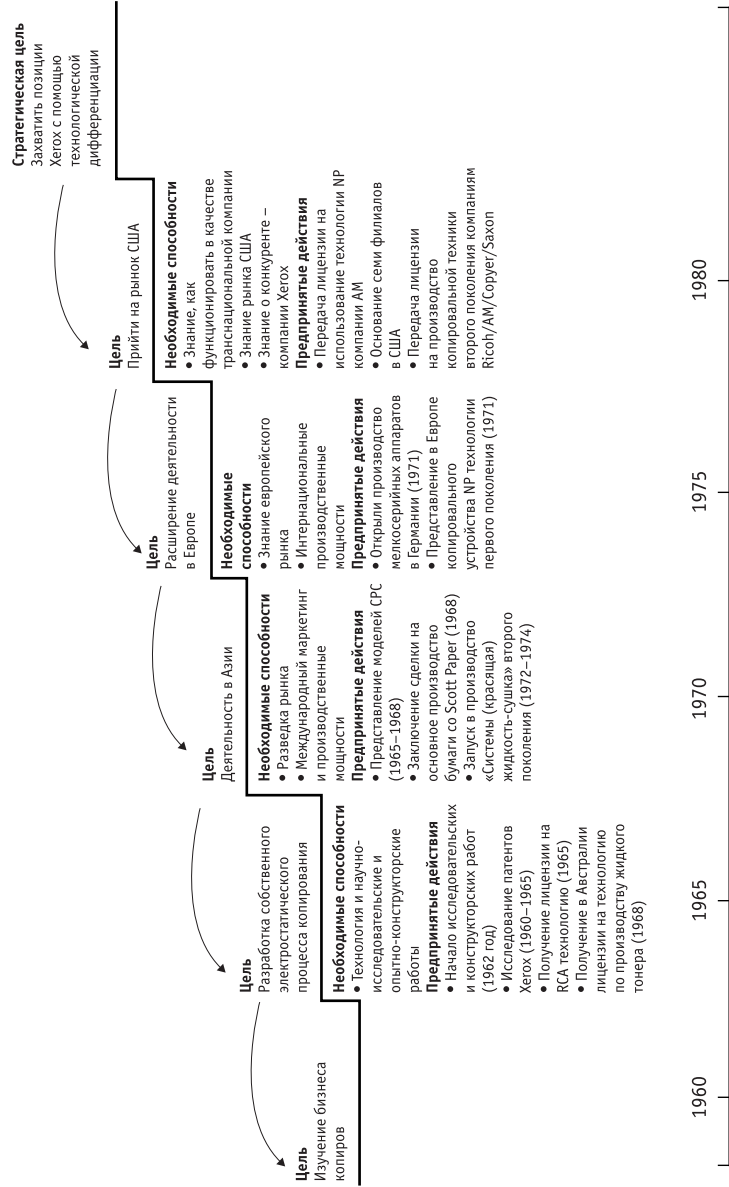 Цель
Изучение бизнеса
копиров
Цель
Разработка собственного
электростатического
процесса копирования
Необходимые способности
• Технология и научно-
исследовательские и
опытно-конструкторские
работы
Предпринятые действия
• Начало исследовательских
и конструкторских работ
(1962 год)
• Исследование патентов
Xerox (1960–1965)
• Получение лицензии на
RCA технологию (1965)
• Получение в Австралии
лицензии на технологию
по производству жидкого
тонера (1968)
Цель
Деятельность в Азии
Необходимые способности
• Разведка рынка
• Международный маркетинг
и производственные
мощности
Предпринятые действия
• Представление моделей CPC
(1965–1968)
• Заключение сделки на
основное производство
бумаги со Scott Paper (1968)
• Запуск в производство
«Системы (красящая)
жидкость-сушка» второго
поколения (1972–1974)
Цель
Расширение деятельности
в Европе
Необходимые
способности
• Знание европейского
рынка
• Интернациональные
производственные
мощности
Предпринятые действия
• Открыли производство
мелкосерийных аппаратов
в Германии (1971)
• Представление в Европе
копировального
устройства NP технологии
первого поколения (1971)
Цель
Прийти на рынок США
Необходимые способности
• Знание, как
функционировать в качестве
транснациональной компании
• Знание рынка США
• Знание о конкуренте –
компании Xerox
Предпринятые действия
• Передача лицензии на
использование технологии NP
компании AM
• Основание семи филиалов
в США
• Передача лицензии
на производство
копировальной техники
второго поколения компаниям
Ricoh/AM/Copyer/Saxon
Стратегическая цель
Захватить позиции
Xerox с помощью
технологической
дифференциации
1960
1965
1970
1975
1980